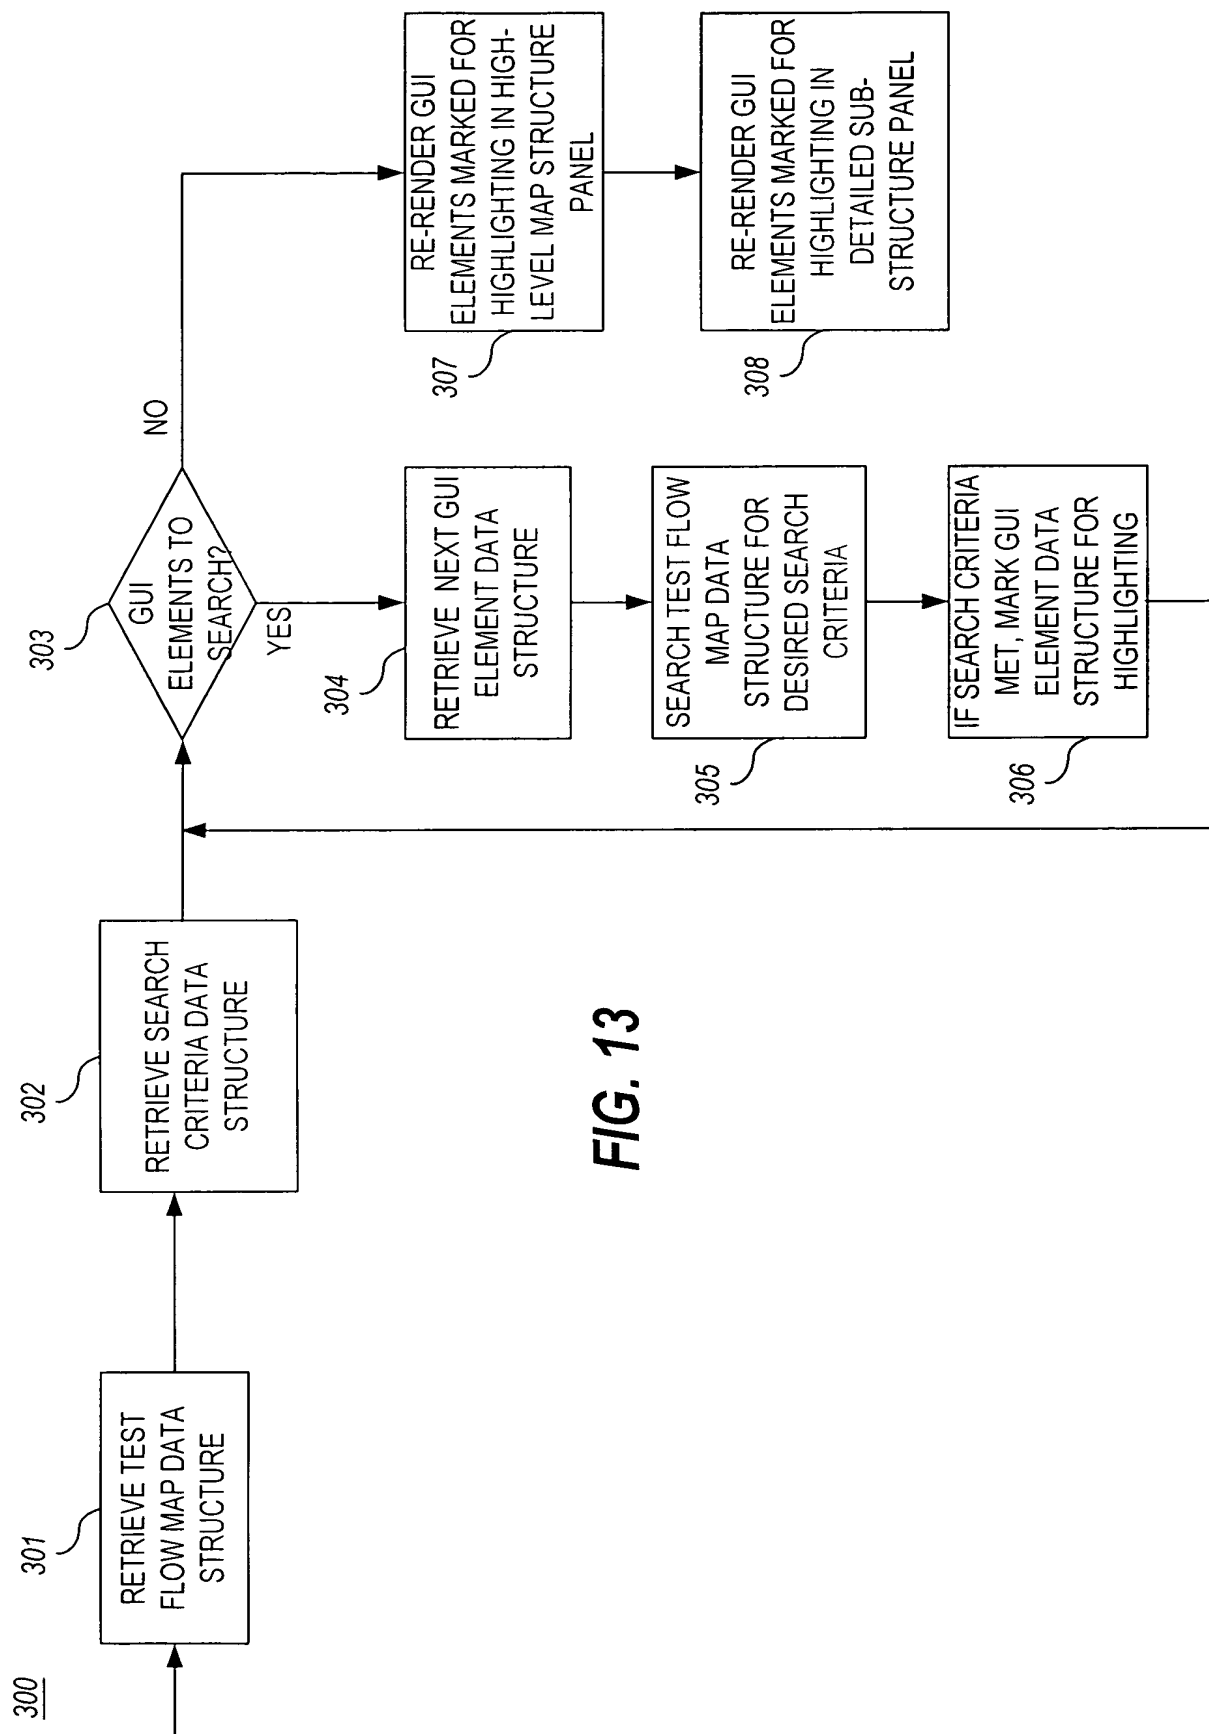 300
301
RETRIEVE TEST
FLOW MAP DATA
STRUCTURE
302
RETRIEVE SEARCH
CRITERIA DATA
STRUCTURE
303
GUI
ELEMENTS TO
SEARCH?
NO
YES
304
RETRIEVE NEXT GUI
ELEMENT DATA
STRUCTURE
305
SEARCH TEST FLOW
MAP DATA
STRUCTURE FOR
DESIRED SEARCH
CRITERIA
306
IF SEARCH CRITERIA
MET, MARK GUI
ELEMENT DATA
STRUCTURE FOR
HIGHLIGHTING
307
RE-RENDER GUI
ELEMENTS MARKED FOR
HIGHLIGHTING IN HIGH-
LEVEL MAP STRUCTURE
PANEL
308
RE-RENDER GUI
ELEMENTS MARKED FOR
HIGHLIGHTING IN
DETAILED SUB-
STRUCTURE PANEL
FIG. 13